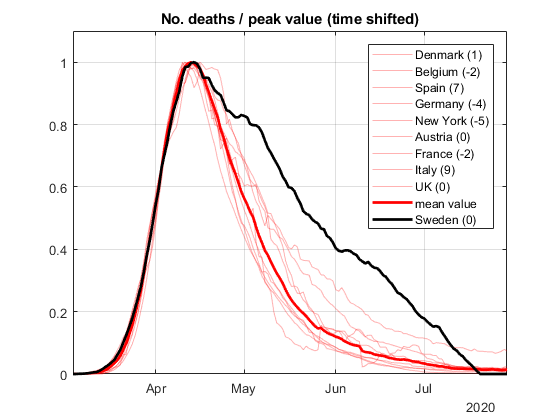 No. deaths / peak value (time shifted)
1
0.8
0.6
0.4
0.2
0
Apr
May
Jun
Jul
2020
Denmark (1)
Belgium (-2)
Spain (7)
Germany (-4)
New York (-5)
Austria (0)
France (-2)
Italy (9)
UK (0)
mean value
Sweden (0)